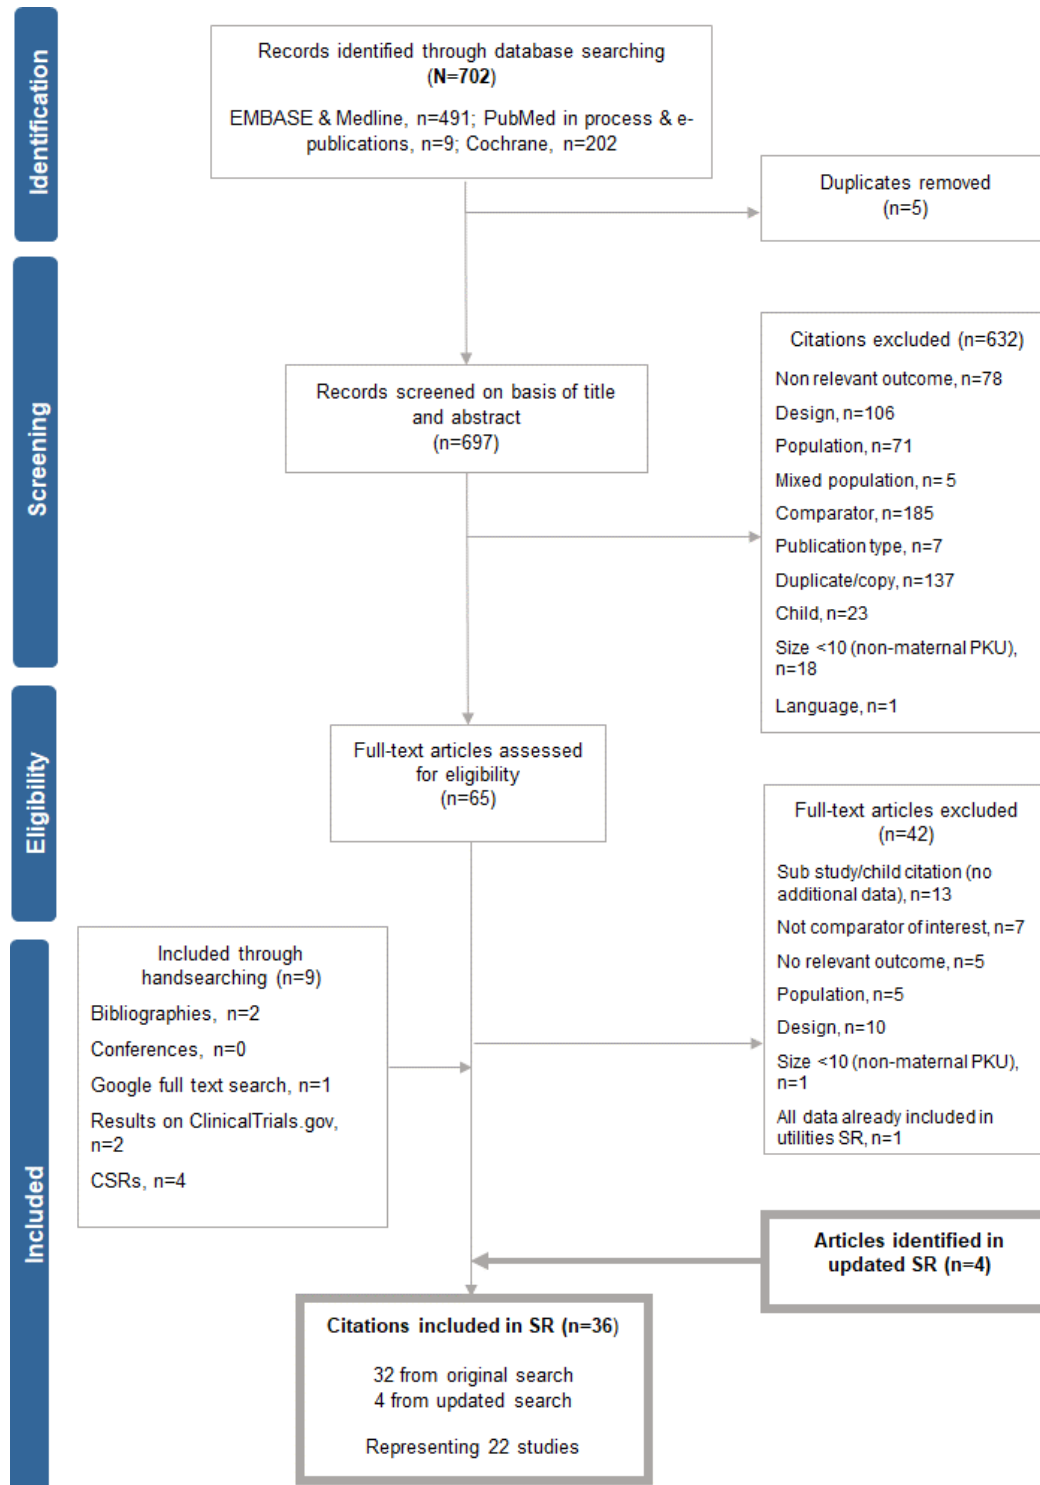 Identification
Records identified through database searching
(N=702)
EMBASE & Medline, n=491; PubMed in process & e-
publications, n=9; Cochrane, n=202
Duplicates removed
(n=5)
Screening
Records screened on basis of title
and abstract
(n=697)
Citations excluded (n=632)
Non relevant outcome, n=78
Design, n=106
Population, n=71
Mixed population, n= 5
Comparator, n=185
Publication type, n=7
Duplicate/copy, n=137
Child, n=23
Size <10 (non-maternal PKU),
n=18
Language, n=1
Eligibility
Full-text articles assessed
for eligibility
(n=65)
Full-text articles excluded
(n=42)
Sub study/child citation (no
additional data), n=13
Not comparator of interest, n=7
No relevant outcome, n=5
Population, n=5
Design, n=10
Size <10 (non-maternal PKU),
n=1
All data already included in
utilities SR, n=1
Included
Included through
handsearching (n=9)
Bibliographies, n=2
Conferences, n=0
Google full text search, n=1
Results on ClinicalTrials.gov,
n=2
CSRs, n=4
Articles identified in
updated SR (n=4)
Citations included in SR (n=36)
32 from original search
4 from updated search
Representing 22 studies